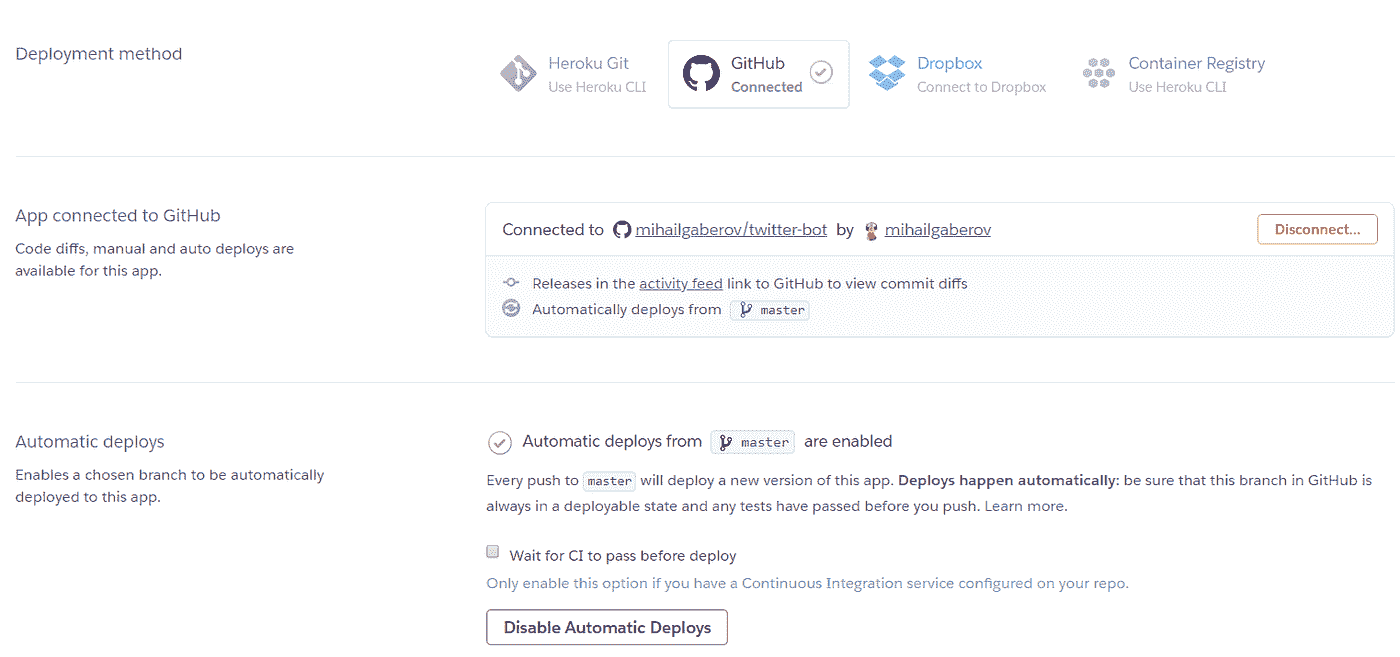 Deployment method
Heroku Git
Use Heroku CLI
GitHub
Connected
Dropbox
Connect to Dropbox
Container Registry
Use Heroku CLI
App connected to GitHub
Code diffs, manual and auto deploys are
available for this app.
Connected to mihailgaberov/twitter-bot by mihailgaberov
Disconnect...
Releases in the activity feed link to GitHub to view commit diffs
Automatically deploys from master
Automatic deploys
Enables a chosen branch to be automatically
deployed to this app.
Automatic deploys from master are enabled
Every push to master will deploy a new version of this app. Deploys happen automatically: be sure that this branch in GitHub is
always in a deployable state and any tests have passed before you push. Learn more.
Wait for CI to pass before deploy
Only enable this option if you have a Continuous Integration service configured on your repo.
Disable Automatic Deploys